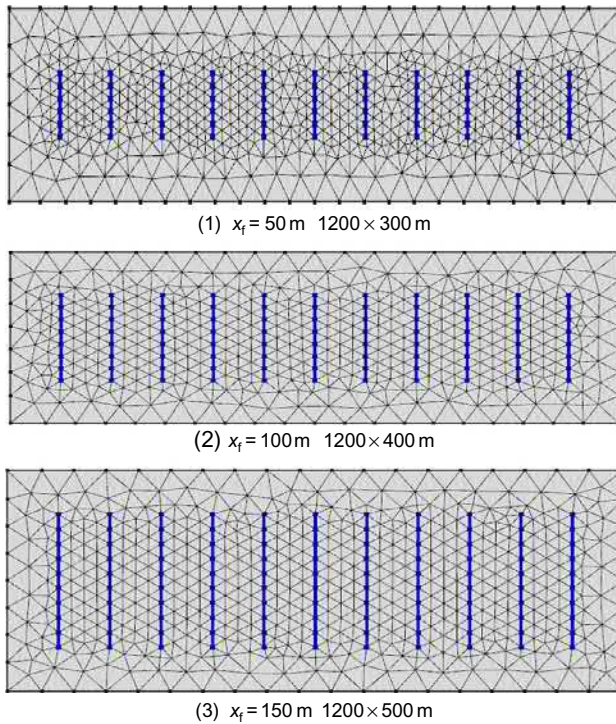 (1) xf = 50 m 1200 × 300 m
(2) xf = 100 m 1200 × 400 m
(3) xf = 150 m 1200 × 500 m